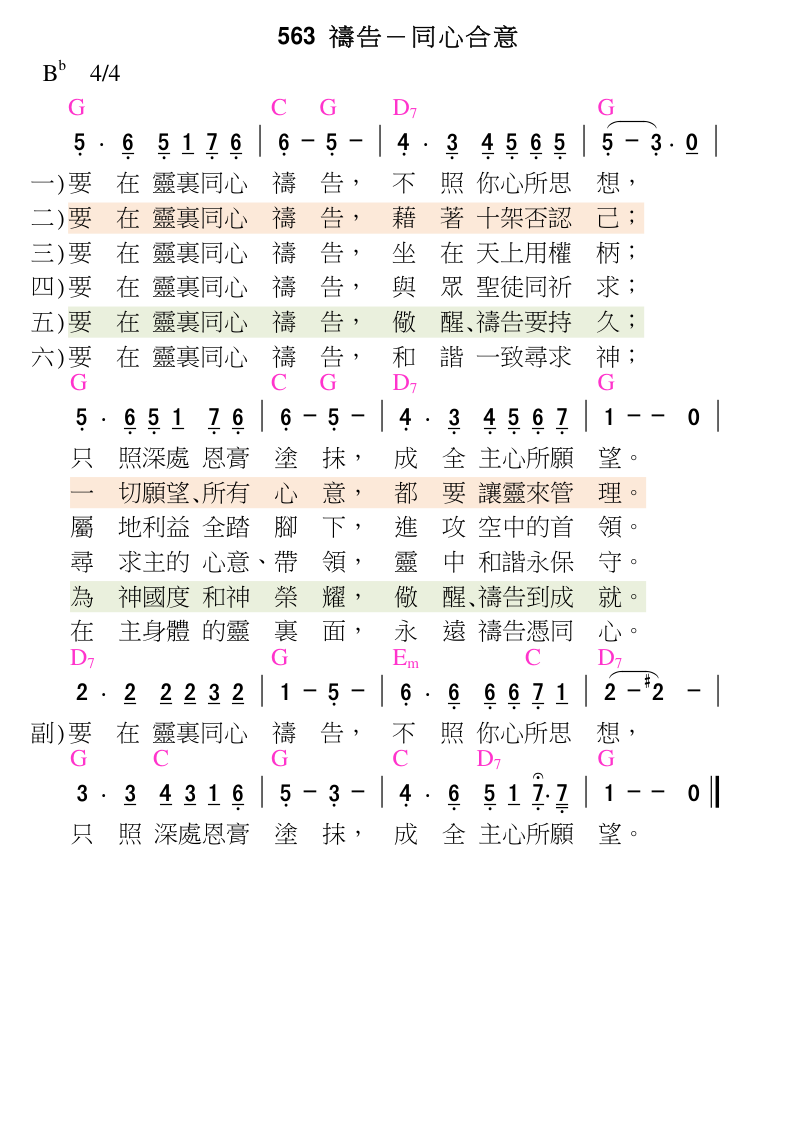 563 禱告－同心合意
Bb 4/4
G C G D7 G
5 · 6 5 1 7 6 | 6 – 5 – | 4 · 3 4 5 6 5 | 5 – 3 · 0 |
一)要 在 靈裏同心 禱 告， 不 照 你心所思 想，
二)要 在 靈裏同心 禱 告， 藉 著 十架否認 己；
三)要 在 靈裏同心 禱 告， 坐 在 天上用權 柄；
四)要 在 靈裏同心 禱 告， 與 眾 聖徒同祈 求；
五)要 在 靈裏同心 禱 告， 儆 醒、禱告要持 久；
六)要 在 靈裏同心 禱 告， 和 諧 一致尋求 神；
G C G D7 G
5 · 6 5 1 7 6 | 6 – 5 – | 4 · 3 4 5 6 7 | 1 – – 0 |
只 照深處 恩膏 塗 抹， 成 全 主心所願 望。
一 切願望、所有 心 意， 都 要 讓靈來管 理。
屬 地利益 全踏 腳 下， 進 攻 空中的首 領。
尋 求主的 心意、帶 領， 靈 中 和諧永保 守。
為 神國度 和神 榮 耀， 儆 醒、禱告到成 就。
在 主身體 的靈 裏 面， 永 遠 禱告憑同 心。
D7 G Em C D7
2 · 2 2 2 3 2 | 1 – 5 – | 6 · 6 6 6 7 1 | 2 – #2 – |
副)要 在 靈裏同心 禱 告， 不 照 你心所思 想，
G C G C D7 G
3 · 3 4 3 1 6 | 5 – 3 – | 4 · 6 5 1 7· 7 | 1 – – 0 ||
只 照 深處恩膏 塗 抹， 成 全 主心所願 望。